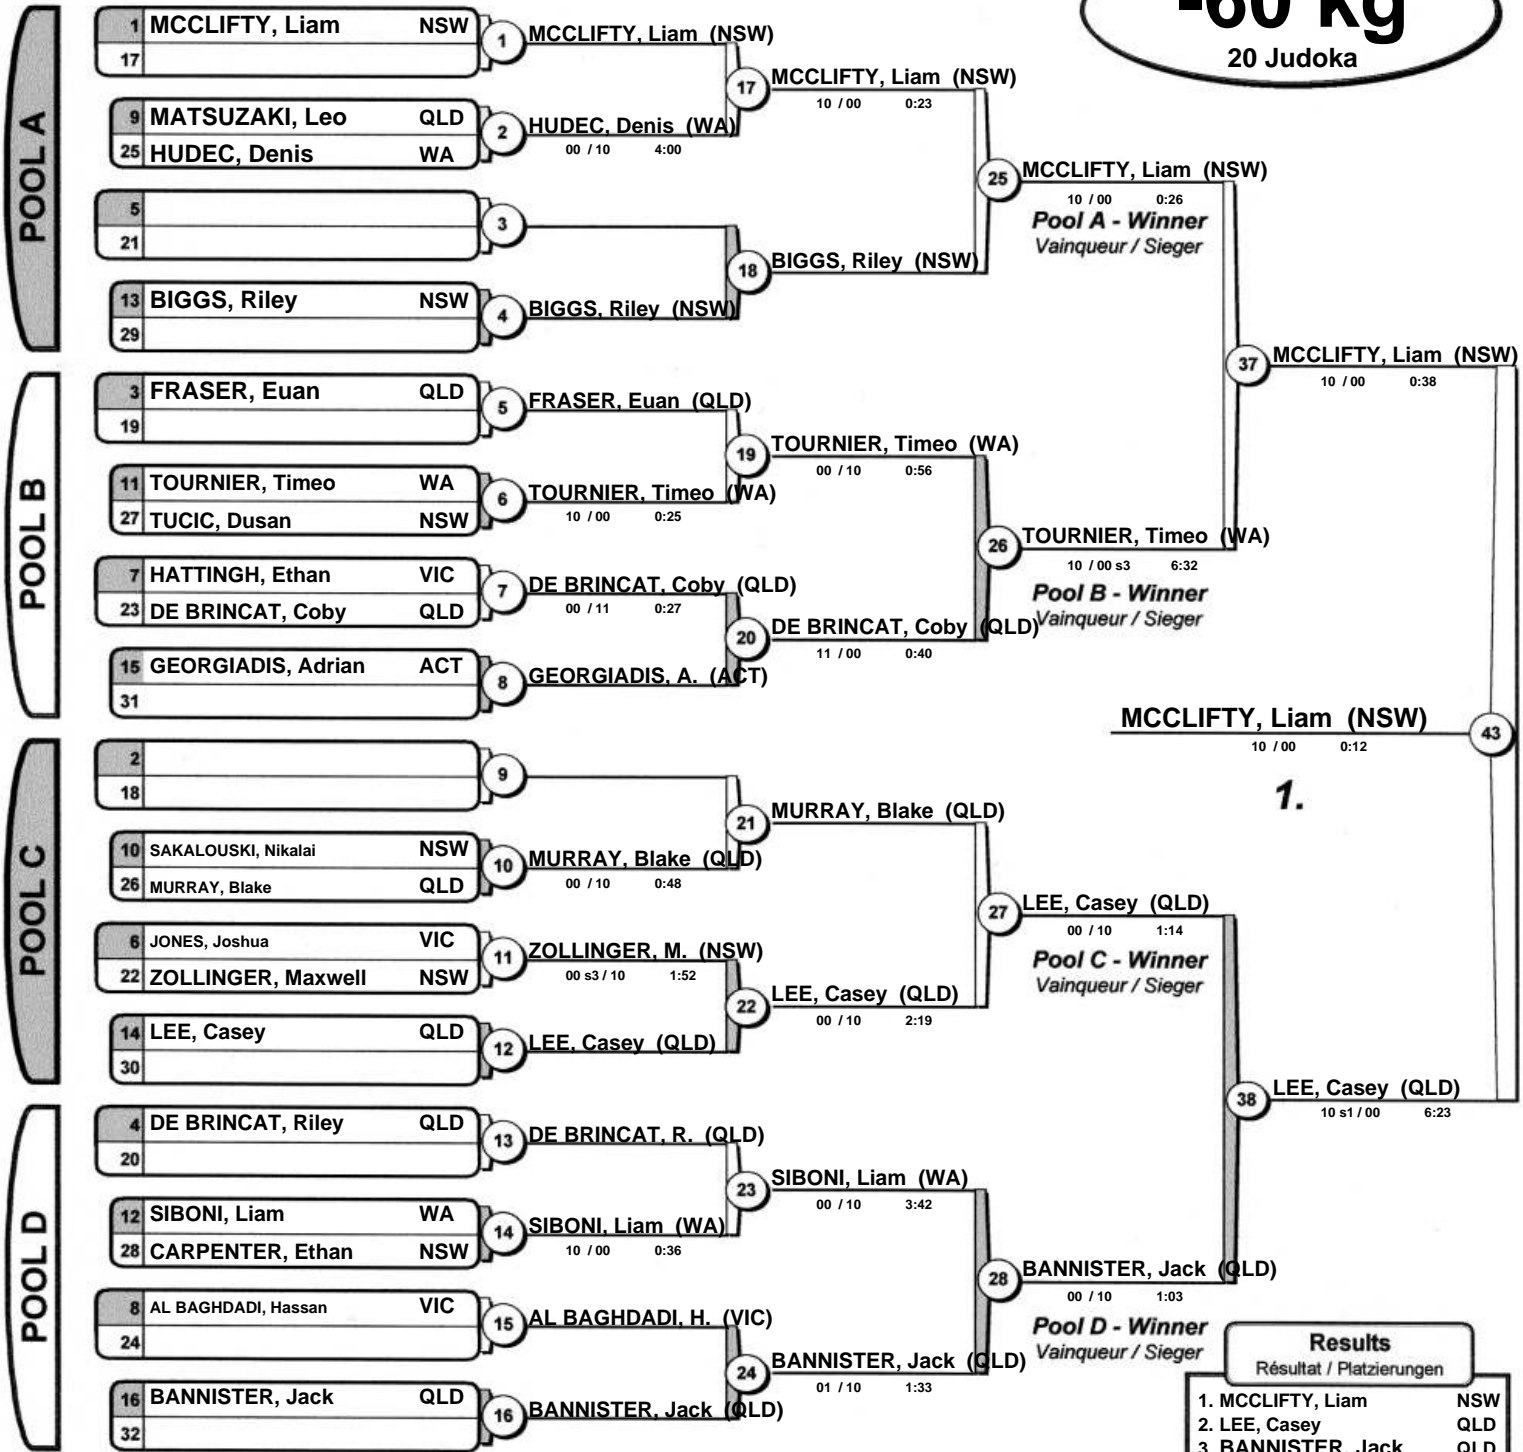 -60 kg
20 Judoka
POOL A
1 MCCLIFTY, Liam NSW
17
9 MATSUZAKI, Leo QLD
25 HUDEC, Denis WA
5
21
13 BIGGS, Riley NSW
29
POOL B
3 FRASER, Euan QLD
19
11 TOURNIER, Timeo WA
27 TUCIC, Dusan NSW
7 HATTINGH, Ethan VIC
23 DE BRINCAT, Coby QLD
15 GEORGIADIS, Adrian ACT
31
POOL C
2
18
10 SAKALOUSKI, Nikalai NSW
26 MURRAY, Blake QLD
6 JONES, Joshua VIC
22 ZOLLINGER, Maxwell NSW
14 LEE, Casey QLD
30
POOL D
4 DE BRINCAT, Riley QLD
20
12 SIBONI, Liam WA
28 CARPENTER, Ethan NSW
8 AL BAGHDADI, Hassan VIC
24
16 BANNISTER, Jack QLD
32
1 MCCLIFTY, Liam (NSW)
2 HUDEC, Denis (WA)
00 / 10 4:00
3
4 BIGGS, Riley (NSW)
5 FRASER, Euan (QLD)
6 TOURNIER, Timeo (WA)
10 / 00 0:25
7 DE BRINCAT, Coby (QLD)
00 / 11 0:27
8 GEORGIADIS, A. (ACT)
9
10 MURRAY, Blake (QLD)
00 / 10 0:48
11 ZOLLINGER, M. (NSW)
00 s3 / 10 1:52
12 LEE, Casey (QLD)
13 DE BRINCAT, R. (QLD)
14 SIBONI, Liam (WA)
10 / 00 0:36
15 AL BAGHDADI, H. (VIC)
16 BANNISTER, Jack (QLD)
17 MCCLIFTY, Liam (NSW)
10 / 00 0:23
18 BIGGS, Riley (NSW)
19 TOURNIER, Timeo (WA)
00 / 10 0:56
20 DE BRINCAT, Coby (QLD)
11 / 00 0:40
21 MURRAY, Blake (QLD)
22 LEE, Casey (QLD)
00 / 10 2:19
23 SIBONI, Liam (WA)
00 / 10 3:42
24 BANNISTER, Jack (QLD)
01 / 10 1:33
25 MCCLIFTY, Liam (NSW)
10 / 00 0:26
Pool A - Winner
Vainqueur / Sieger
26 TOURNIER, Timeo (WA)
10 / 00 s3 6:32
Pool B - Winner
Vainqueur / Sieger
27 LEE, Casey (QLD)
00 / 10 1:14
Pool C - Winner
Vainqueur / Sieger
28 BANNISTER, Jack (QLD)
00 / 10 1:03
Pool D - Winner
Vainqueur / Sieger
37 MCCLIFTY, Liam (NSW)
10 / 00 0:38
38 LEE, Casey (QLD)
10 s1 / 00 6:23
MCCLIFTY, Liam (NSW) 43
10 / 00 0:12
1.
Results
Résultat / Platzierungen
1. MCCLIFTY, Liam NSW
2. LEE, Casey QLD
3. BANNISTER, Jack QLD